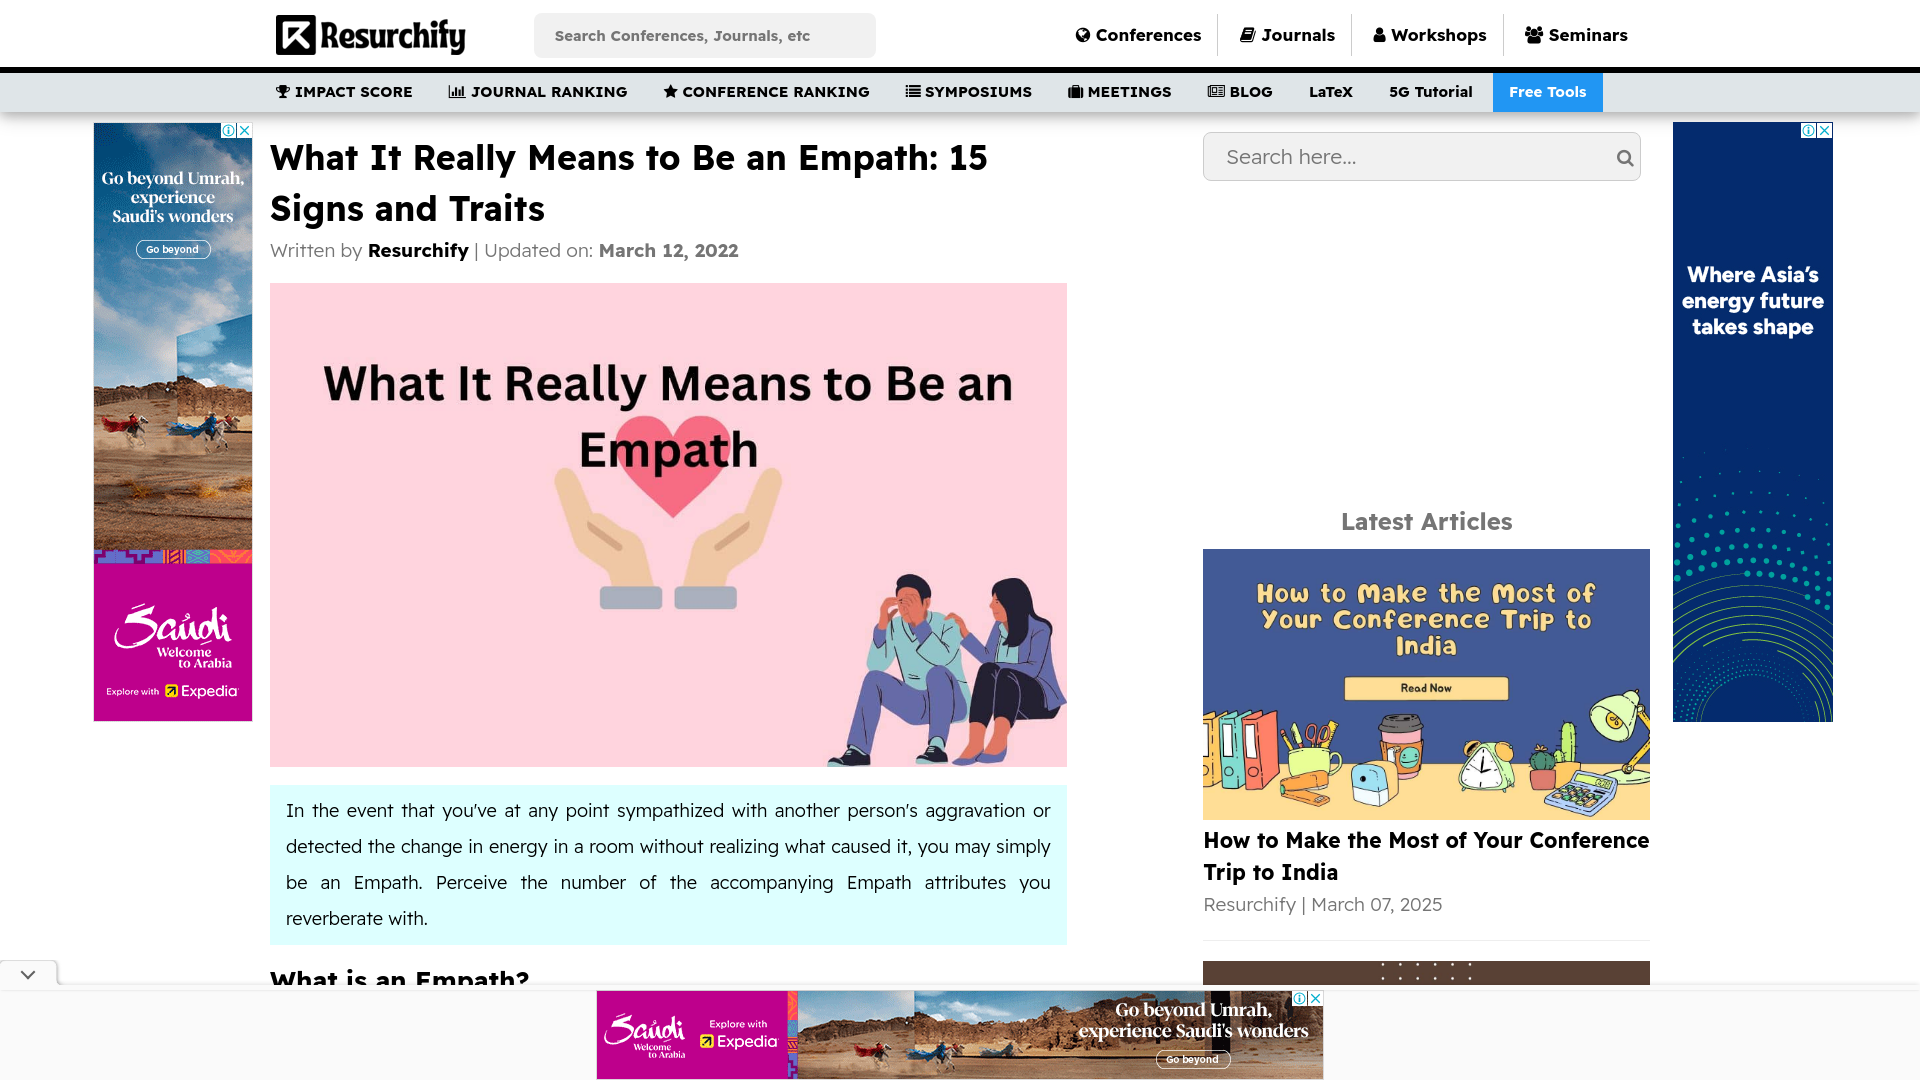 Resurchify
Search Conferences, Journals, etc
Conferences
Journals
Workshops
Seminars
IMPACT SCORE
JOURNAL RANKING
CONFERENCE RANKING
SYMPOSIUMS
MEETINGS
BLOG
LaTeX
5G Tutorial
Free Tools
Go beyond Umrah,
experience
Saudi's wonders
Go beyond
Saudi
Welcome
to Arabia
Explore with Expedia
What It Really Means to Be an Empath: 15
Signs and Traits
Written by Resurchify | Updated on: March 12, 2022
What It Really Means to Be an
Empath
In the event that you've at any point sympathized with another person's aggravation or
detected the change in energy in a room without realizing what caused it, you may simply
be an Empath. Perceive the number of the accompanying Empath attributes you
reverberate with.
What is an Empath?
Search here...
Latest Articles
How to Make the Most of
Your Conference Trip to
India
Read Now
How to Make the Most of Your Conference
Trip to India
Resurchify | March 07, 2025
Where Asia's
energy future
takes shape
Saudi
Welcome
to Arabia
Explore with
Expedia
Go beyond Umrah,
experience Saudi's wonders
Go beyond